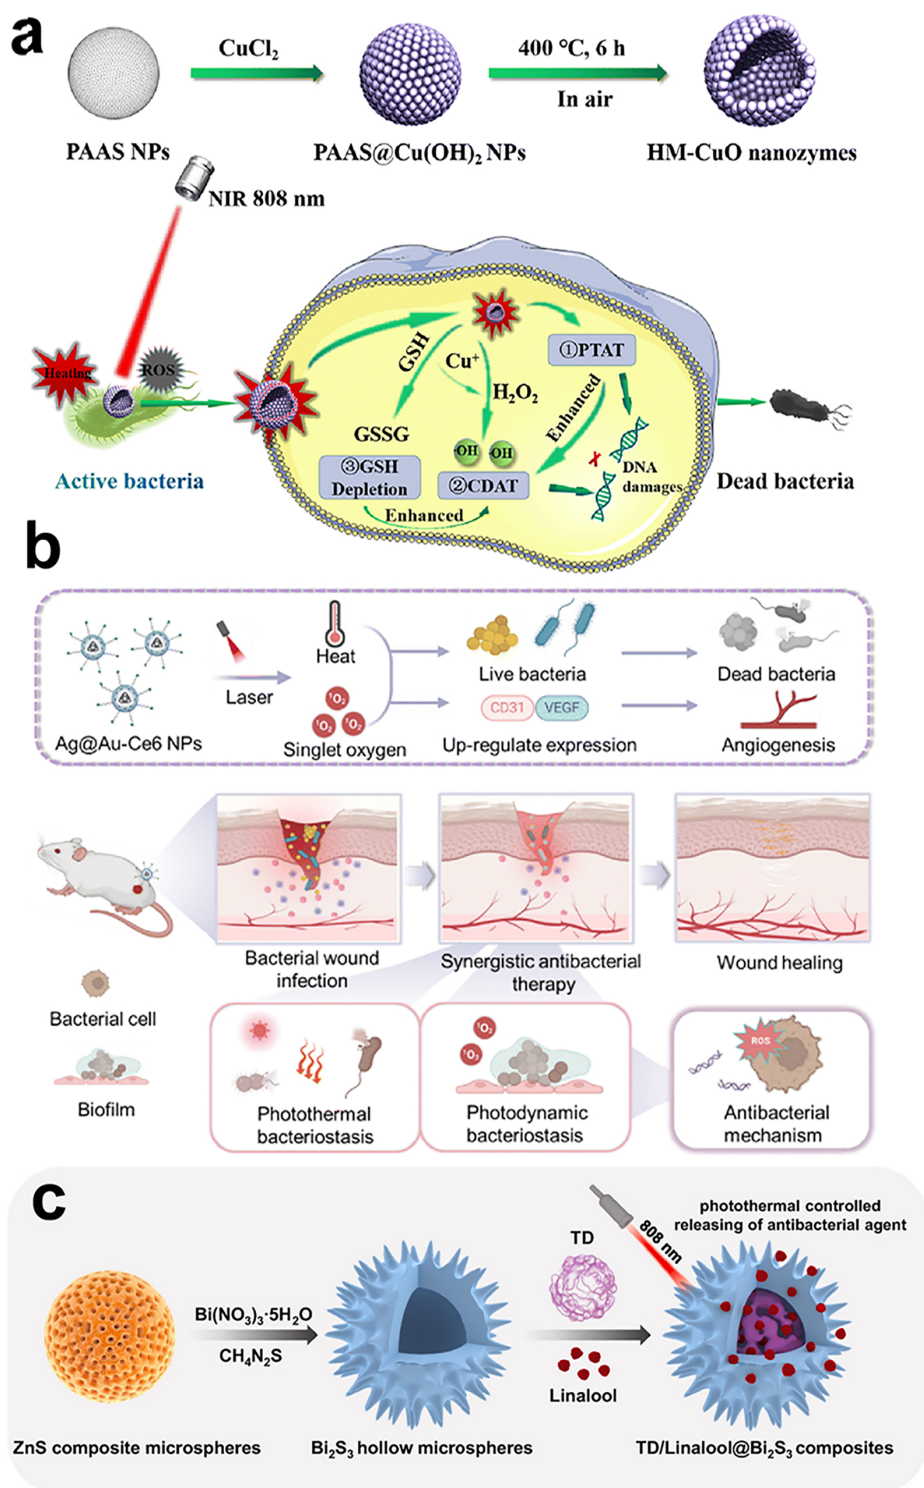 a
CuCl₂
400 °C, 6 h
In air
PAAS NPs
PAAS@Cu(OH)₂ NPs
HM-CuO nanozymes
NIR 808 nm
Heating
ROS
GSH
Cu⁺
H₂O₂
①PTAT
Enhanced
GSSG
·OH
·OH
③GSH
Depletion
②CDAT
DNA
damages
Enhanced
Active bacteria
Dead bacteria
b
Heat
Laser
¹O₂
¹O₂
¹O₂
Ag@Au-Ce6 NPs
Singlet oxygen
Live bacteria
Dead bacteria
CD31
VEGF
Up-regulate expression
Angiogenesis
Bacterial wound
infection
Synergistic antibacterial
therapy
Wound healing
Bacterial cell
Biofilm
Photothermal
bacteriostasis
¹O₂
¹O₂
Photodynamic
bacteriostasis
ROS
Antibacterial
mechanism
c
photothermal controlled
releasing of antibacterial agent
808 nm
TD
Bi(NO₃)₃·5H₂O
CH₄N₂S
Linalool
ZnS composite microspheres
Bi₂S₃ hollow microspheres
TD/Linalool@Bi₂S₃ composites